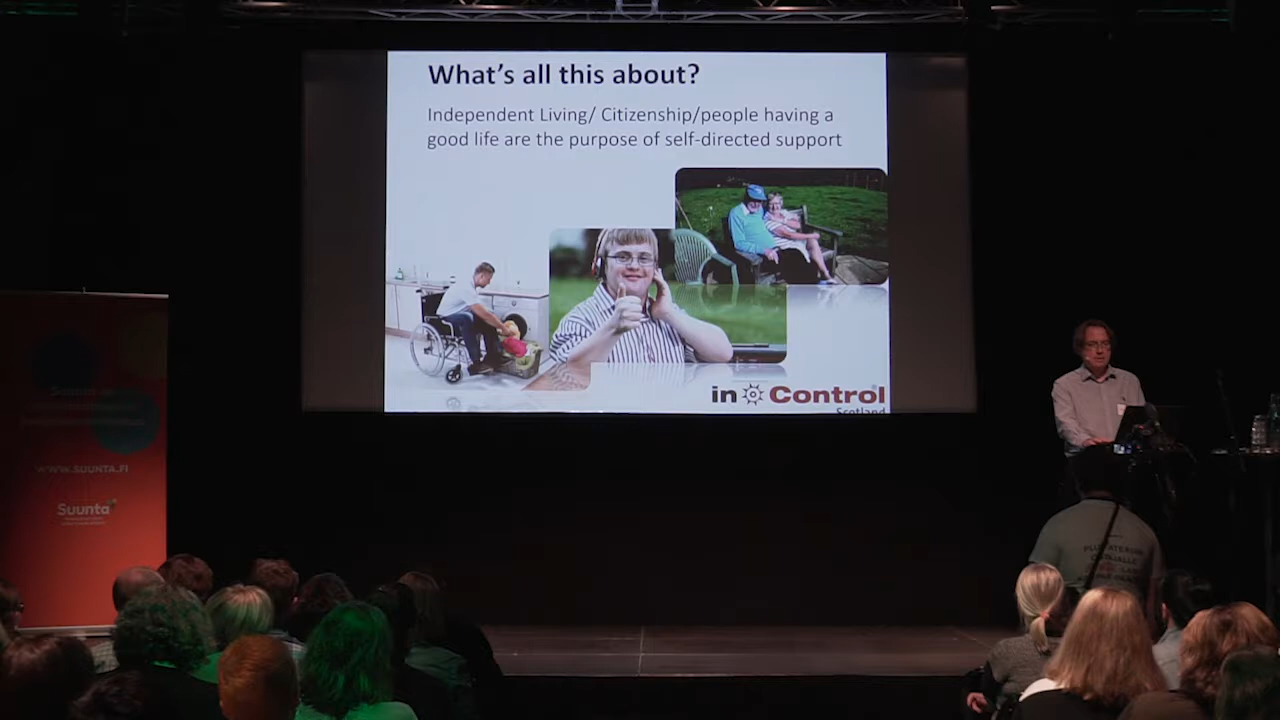 What's all this about?
Independent Living/ Citizenship/people having a
good life are the purpose of self-directed support
in Control
Scotland
WWW.SUUNTA.FI
Suunta